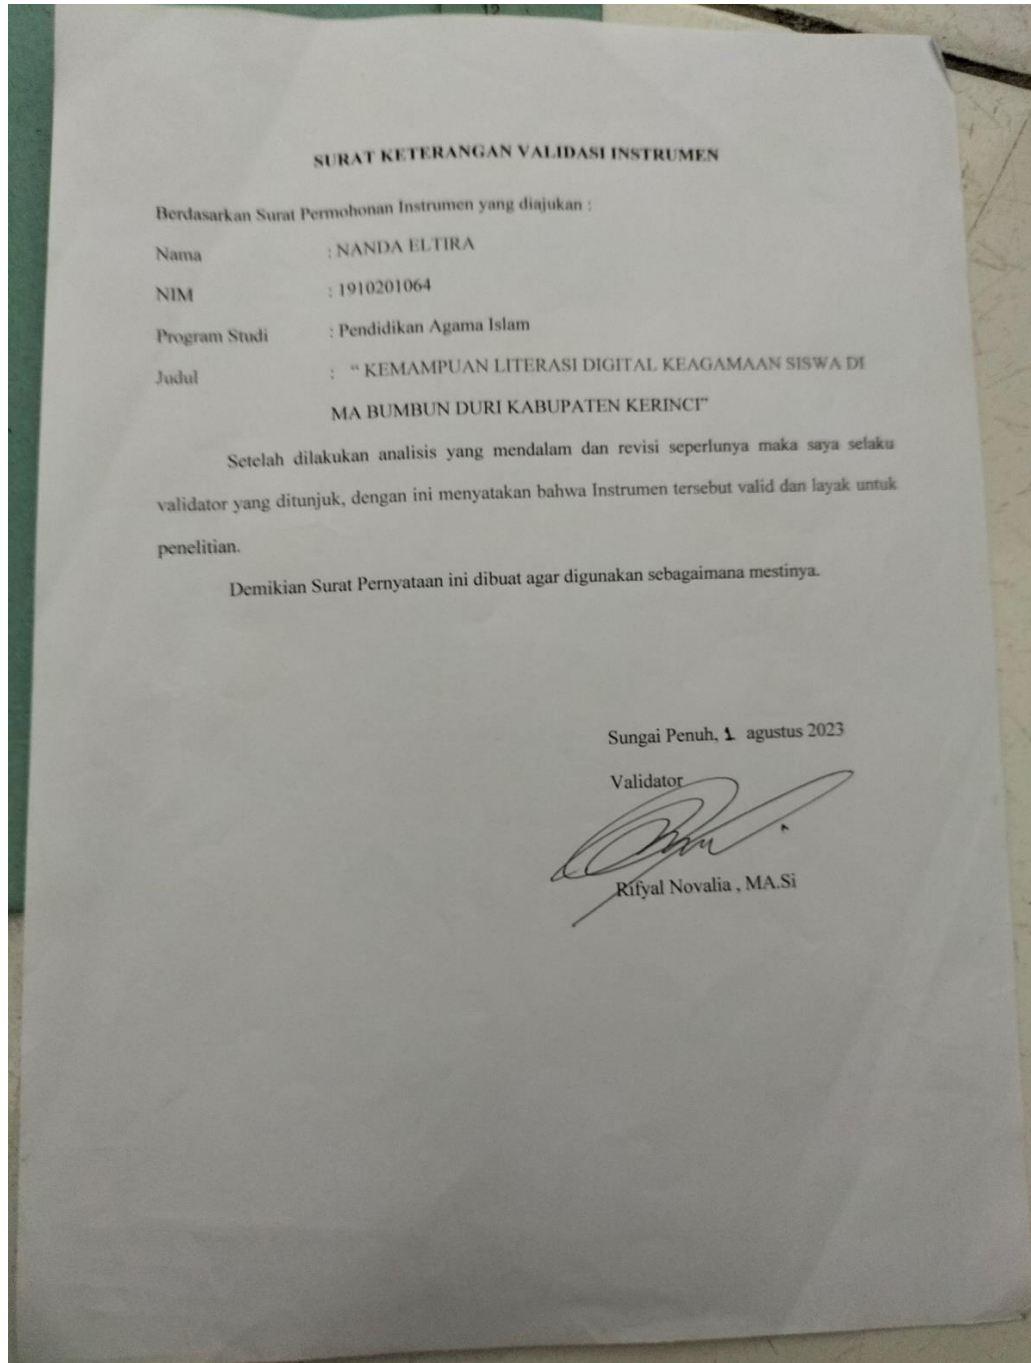 12
SURAT KETERANGAN VALIDASI INSTRUMEN
Berdasarkan Surat Permohonan Instrumen yang diajukan :
Nama : NANDA ELTIRA
NIM : 1910201064
Program Studi : Pendidikan Agama Islam
Judul : “ KEMAMPUAN LITERASI DIGITAL KEAGAMAAN SISWA DI
MA BUMBUN DURI KABUPATEN KERINCI”
Setelah dilakukan analisis yang mendalam dan revisi seperlunya maka saya selaku
validator yang ditunjuk, dengan ini menyatakan bahwa Instrumen tersebut valid dan layak untuk
penelitian.
Demikian Surat Pernyataan ini dibuat agar digunakan sebagaimana mestinya.
Sungai Penuh, 1 agustus 2023
Validator
Rifyal Novalia , MA.Si